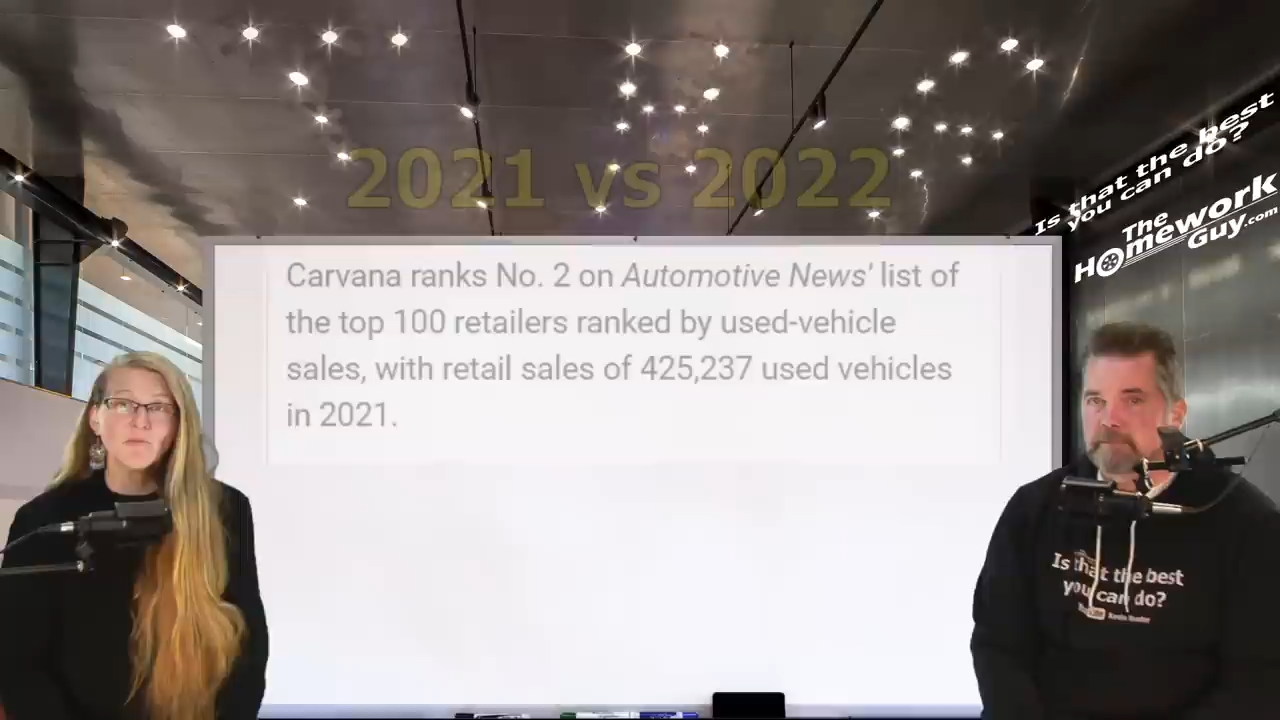 2021 vs 2022
Carvana ranks No. 2 on Automotive News' list of
the top 100 retailers ranked by used-vehicle
sales, with retail sales of 425,237 used vehicles
in 2021.
Is that the best
you can do?
The
Homework
Guy.com
Is that the best
you can do?